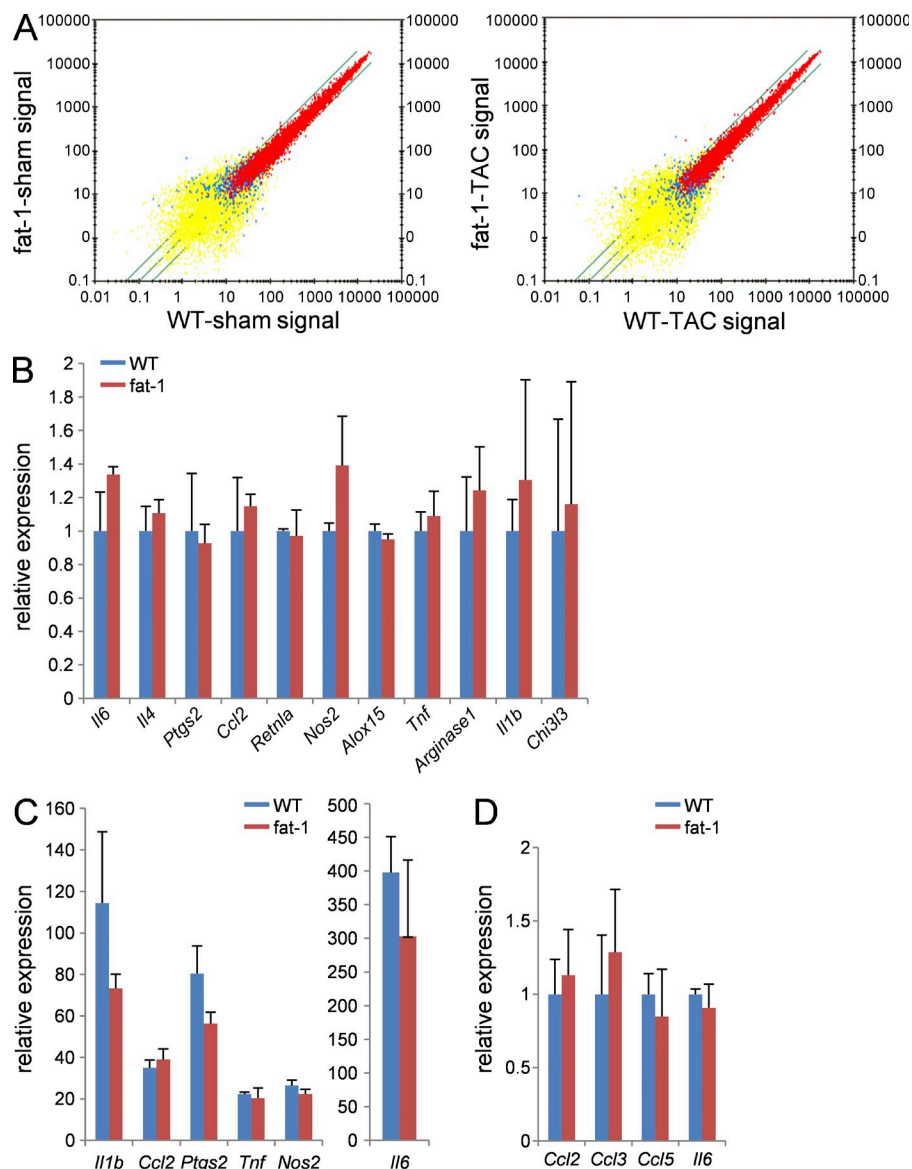 A
100000
10000
1000
100
10
0
0.1
fat-1-sham signal
100000
10000
1000
100
10
0
0.1
0.01 0.1 1 10 100 1000 10000 100000
WT-sham signal
100000
10000
1000
100
10
0
0.1
fat-1-TAC signal
100000
10000
1000
100
10
0
0.1
0.01 0.1 1 10 100 1000 10000 100000
WT-TAC signal
B
WT
fat-1
2
1.8
1.6
1.4
1.2
1
0.8
0.6
0.4
0.2
0
relative expression
Il6 Il4 Ptgs2 Ccl2 Retnla Nos2 Alox15 Tnf Arginase1 Il1b Chi3l3
C
WT
fat-1
160
140
120
100
80
60
40
20
0
relative expression
Il1b Ccl2 Ptgs2 Tnf Nos2
500
450
400
350
300
250
200
150
100
50
0
Il6
D
WT
fat-1
2
1.5
1
0.5
0
relative expression
Ccl2 Ccl3 Ccl5 Il6